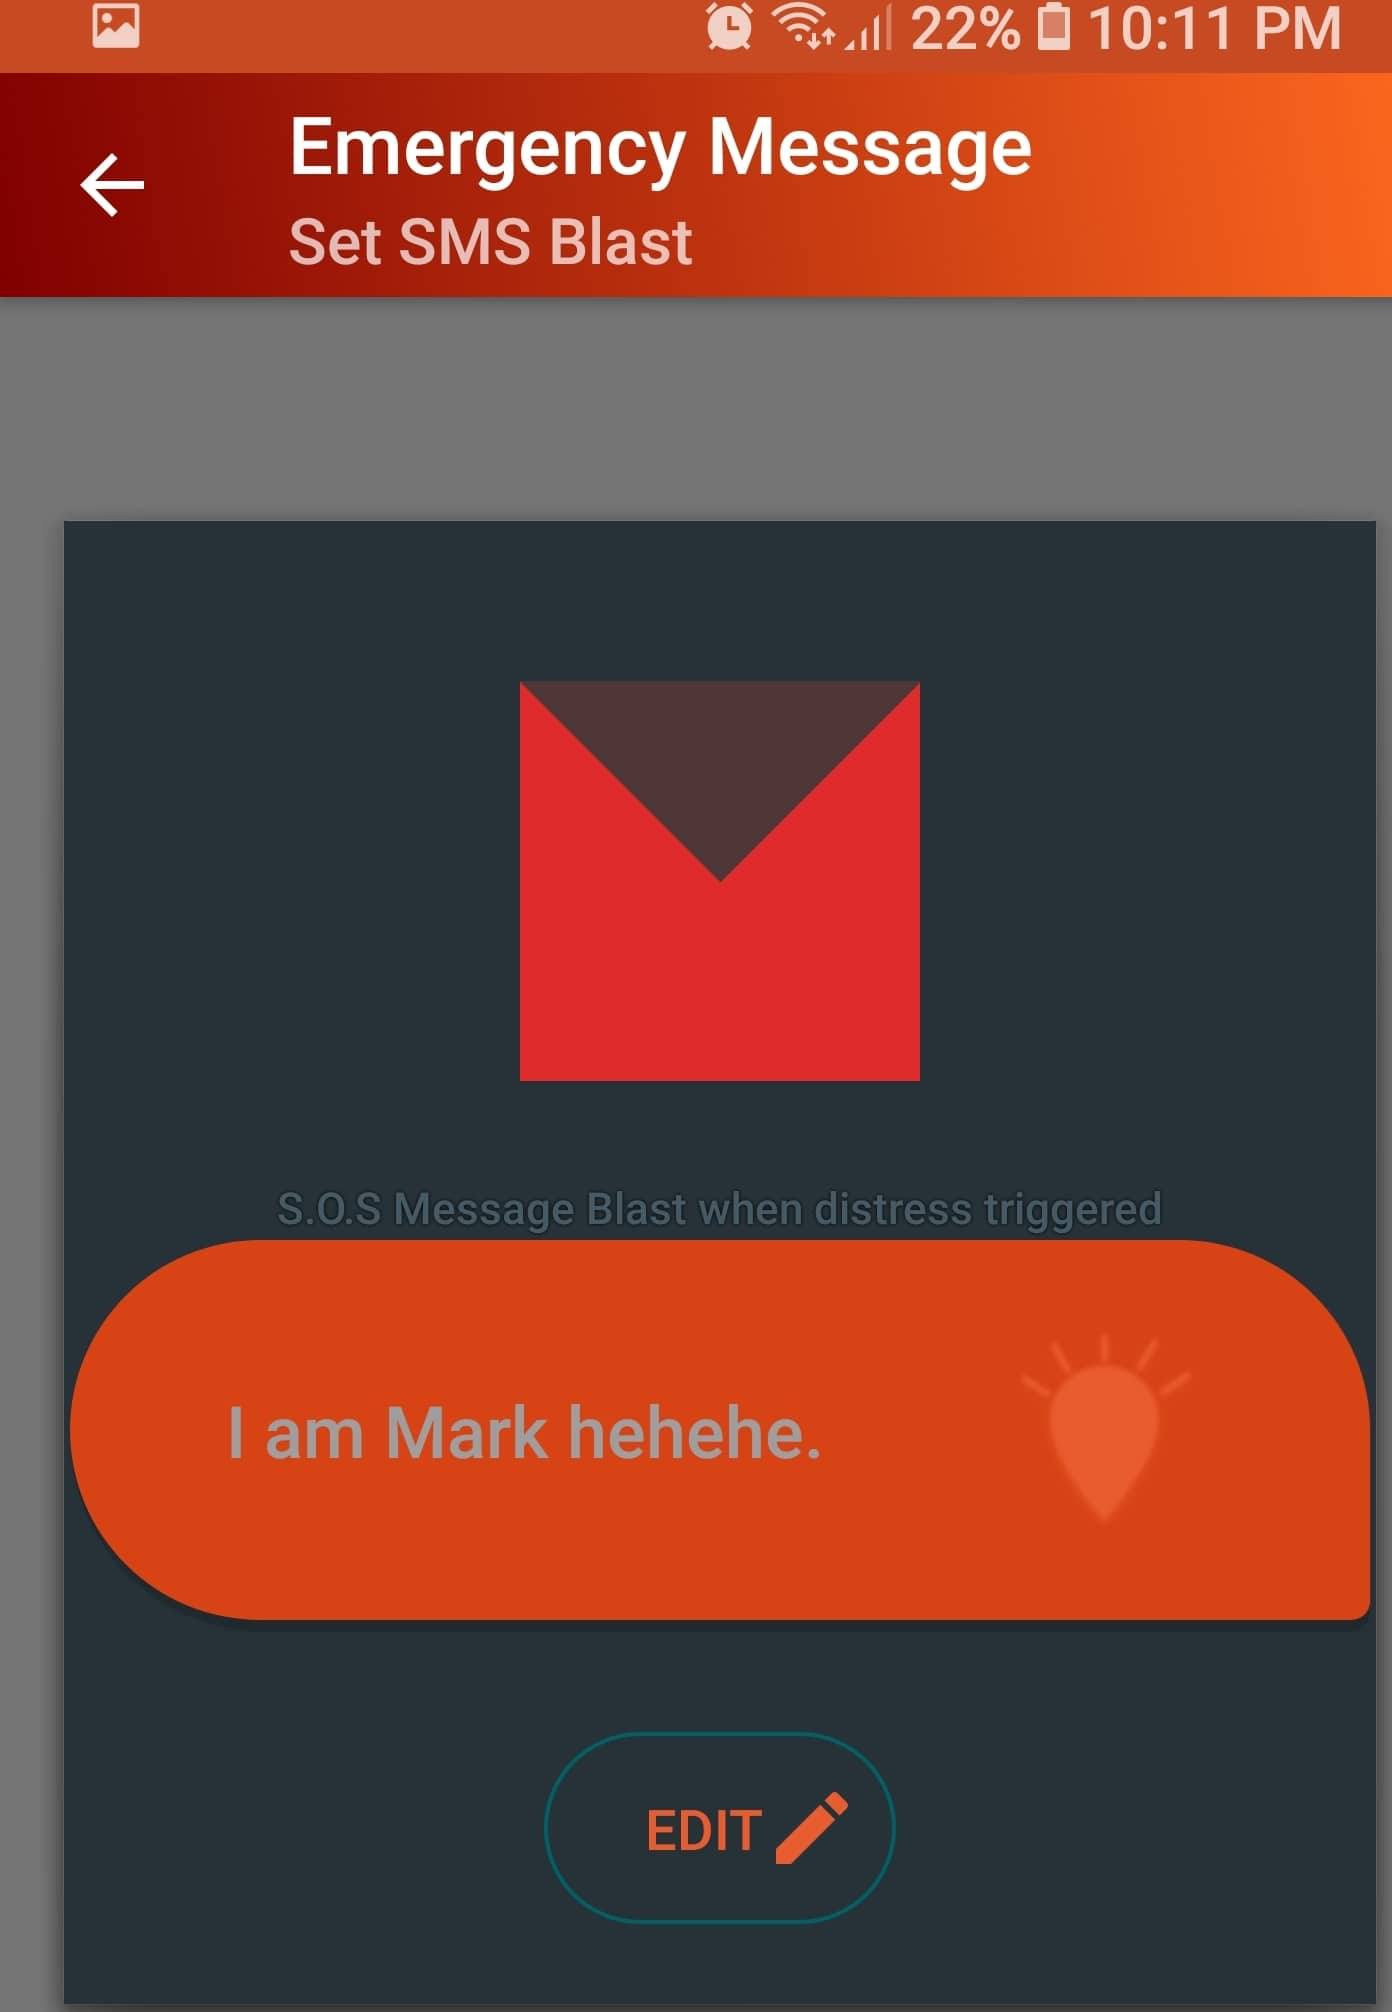 22% 10:11 PM
Emergency Message
Set SMS Blast
S.O.S Message Blast when distress triggered
I am Mark hehehe.
EDIT